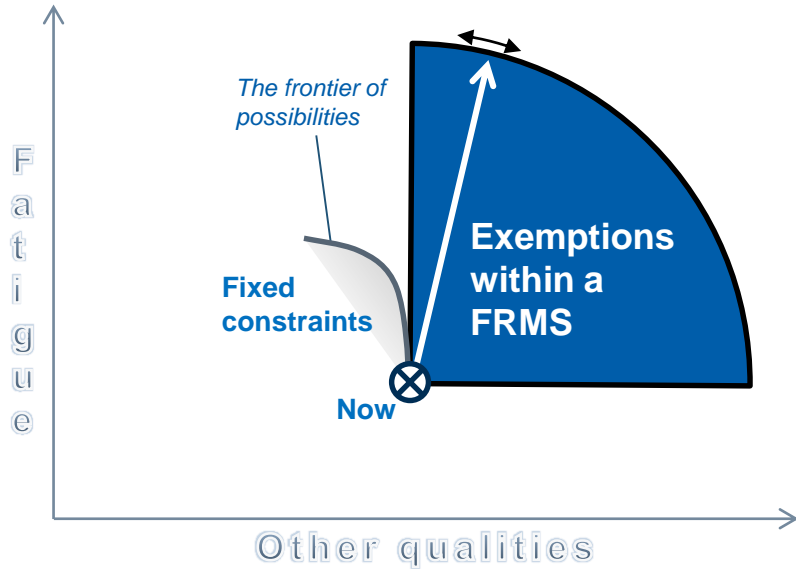 The frontier of
possibilities
Fatigue
Exemptions
within a
FRMS
Fixed
constraints
Now
Other qualities